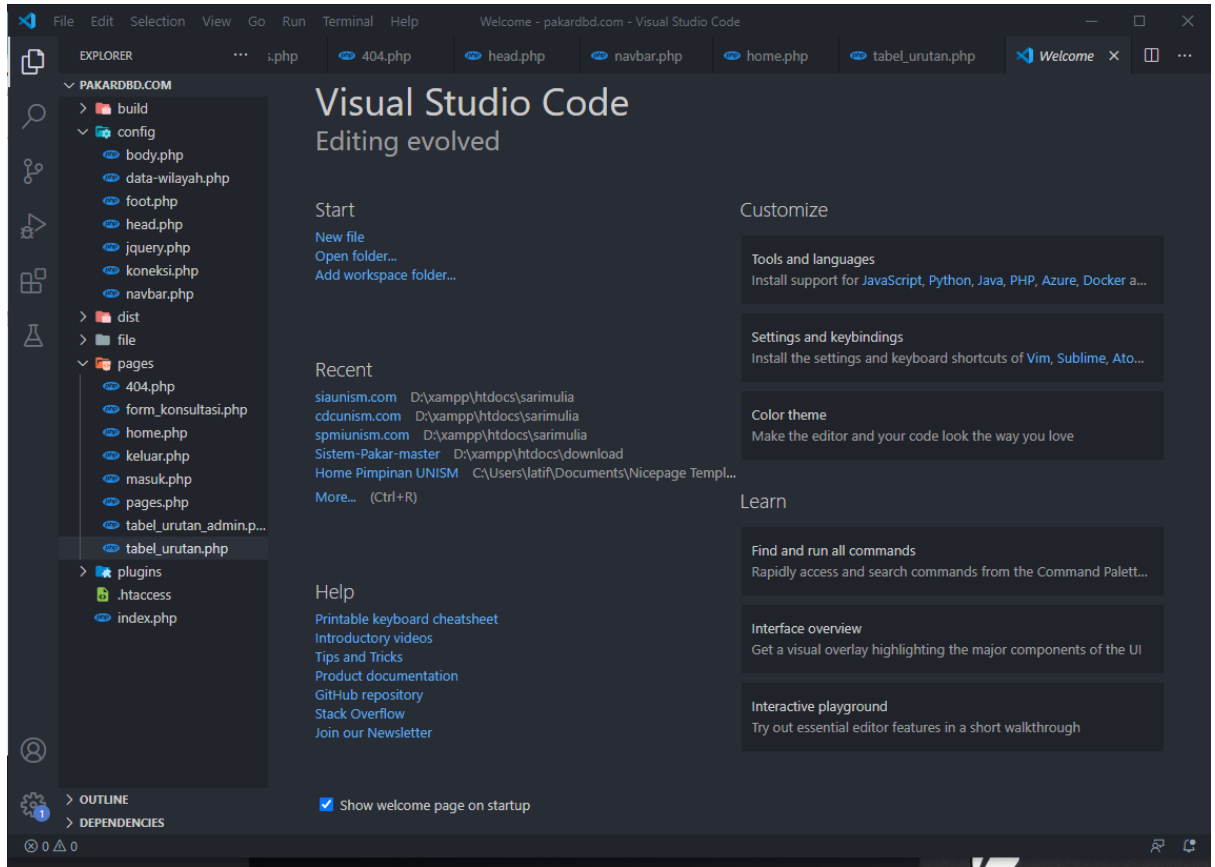 File Edit Selection View Go Run Terminal Help Welcome - pakardbd.com - Visual Studio Code
EXPLORER ... s.php 404.php head.php navbar.php home.php tabel_urutan.php Welcome
PAKARDBD.COM
build
config
body.php
data-wilayah.php
foot.php
head.php
jquery.php
koneksi.php
navbar.php
dist
file
pages
404.php
form_konsultasi.php
home.php
keluar.php
masuk.php
pages.php
tabel_urutan_admin.p...
tabel_urutan.php
plugins
.htaccess
index.php
OUTLINE
DEPENDENCIES
1
0 0
Visual Studio Code
Editing evolved
Start
New file
Open folder...
Add workspace folder...
Recent
siaunism.com D:\xampp\htdocs\sarimulia
cdcunism.com D:\xampp\htdocs\sarimulia
spmiunism.com D:\xampp\htdocs\sarimulia
Sistem-Pakar-master D:\xampp\htdocs\download
Home Pimpinan UNISM C:\Users\latif\Documents\Nicepage Templ...
More... (Ctrl+R)
Help
Printable keyboard cheatsheet
Introductory videos
Tips and Tricks
Product documentation
GitHub repository
Stack Overflow
Join our Newsletter
Show welcome page on startup
Customize
Tools and languages
Install support for JavaScript, Python, Java, PHP, Azure, Docker a...
Settings and keybindings
Install the settings and keyboard shortcuts of Vim, Sublime, Ato...
Color theme
Make the editor and your code look the way you love
Learn
Find and run all commands
Rapidly access and search commands from the Command Palett...
Interface overview
Get a visual overlay highlighting the major components of the UI
Interactive playground
Try out essential editor features in a short walkthrough